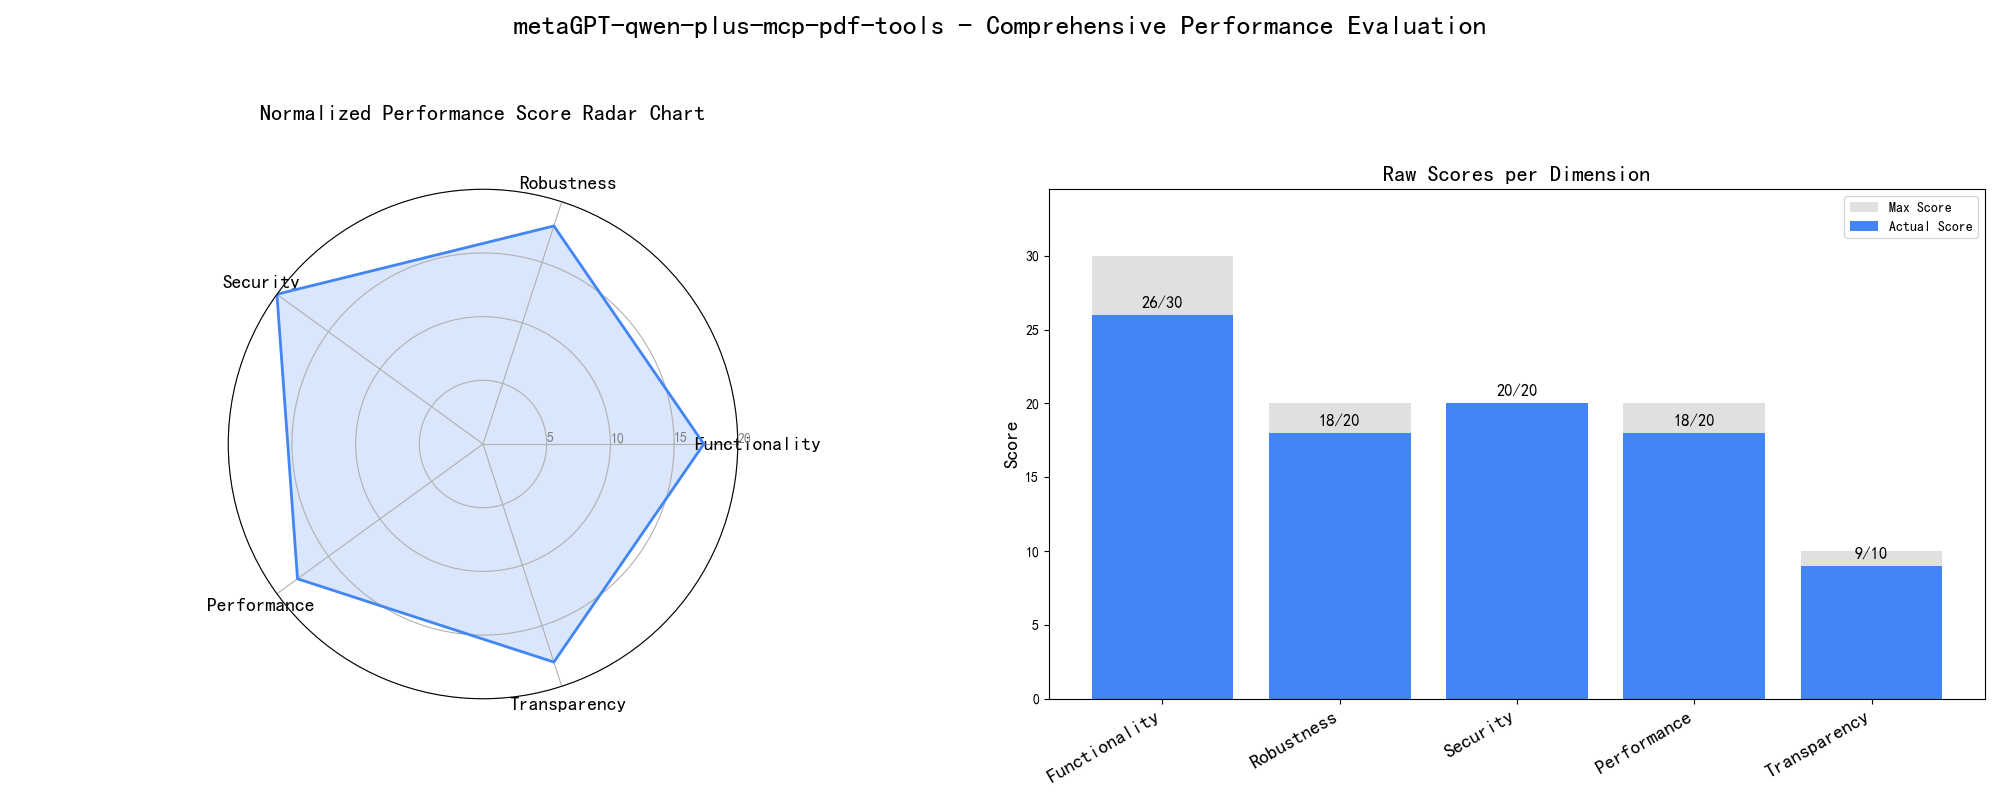 metaGPT-qwen-plus-mcp-pdf-tools - Comprehensive Performance Evaluation
Normalized Performance Score Radar Chart
Robustness
Security
5
10
15
20
Functionality
Performance
Transparency
Raw Scores per Dimension
Max Score
Actual Score
30
25
20
15
10
5
0
Score
26/30
18/20
20/20
18/20
9/10
Functionality
Robustness
Security
Performance
Transparency